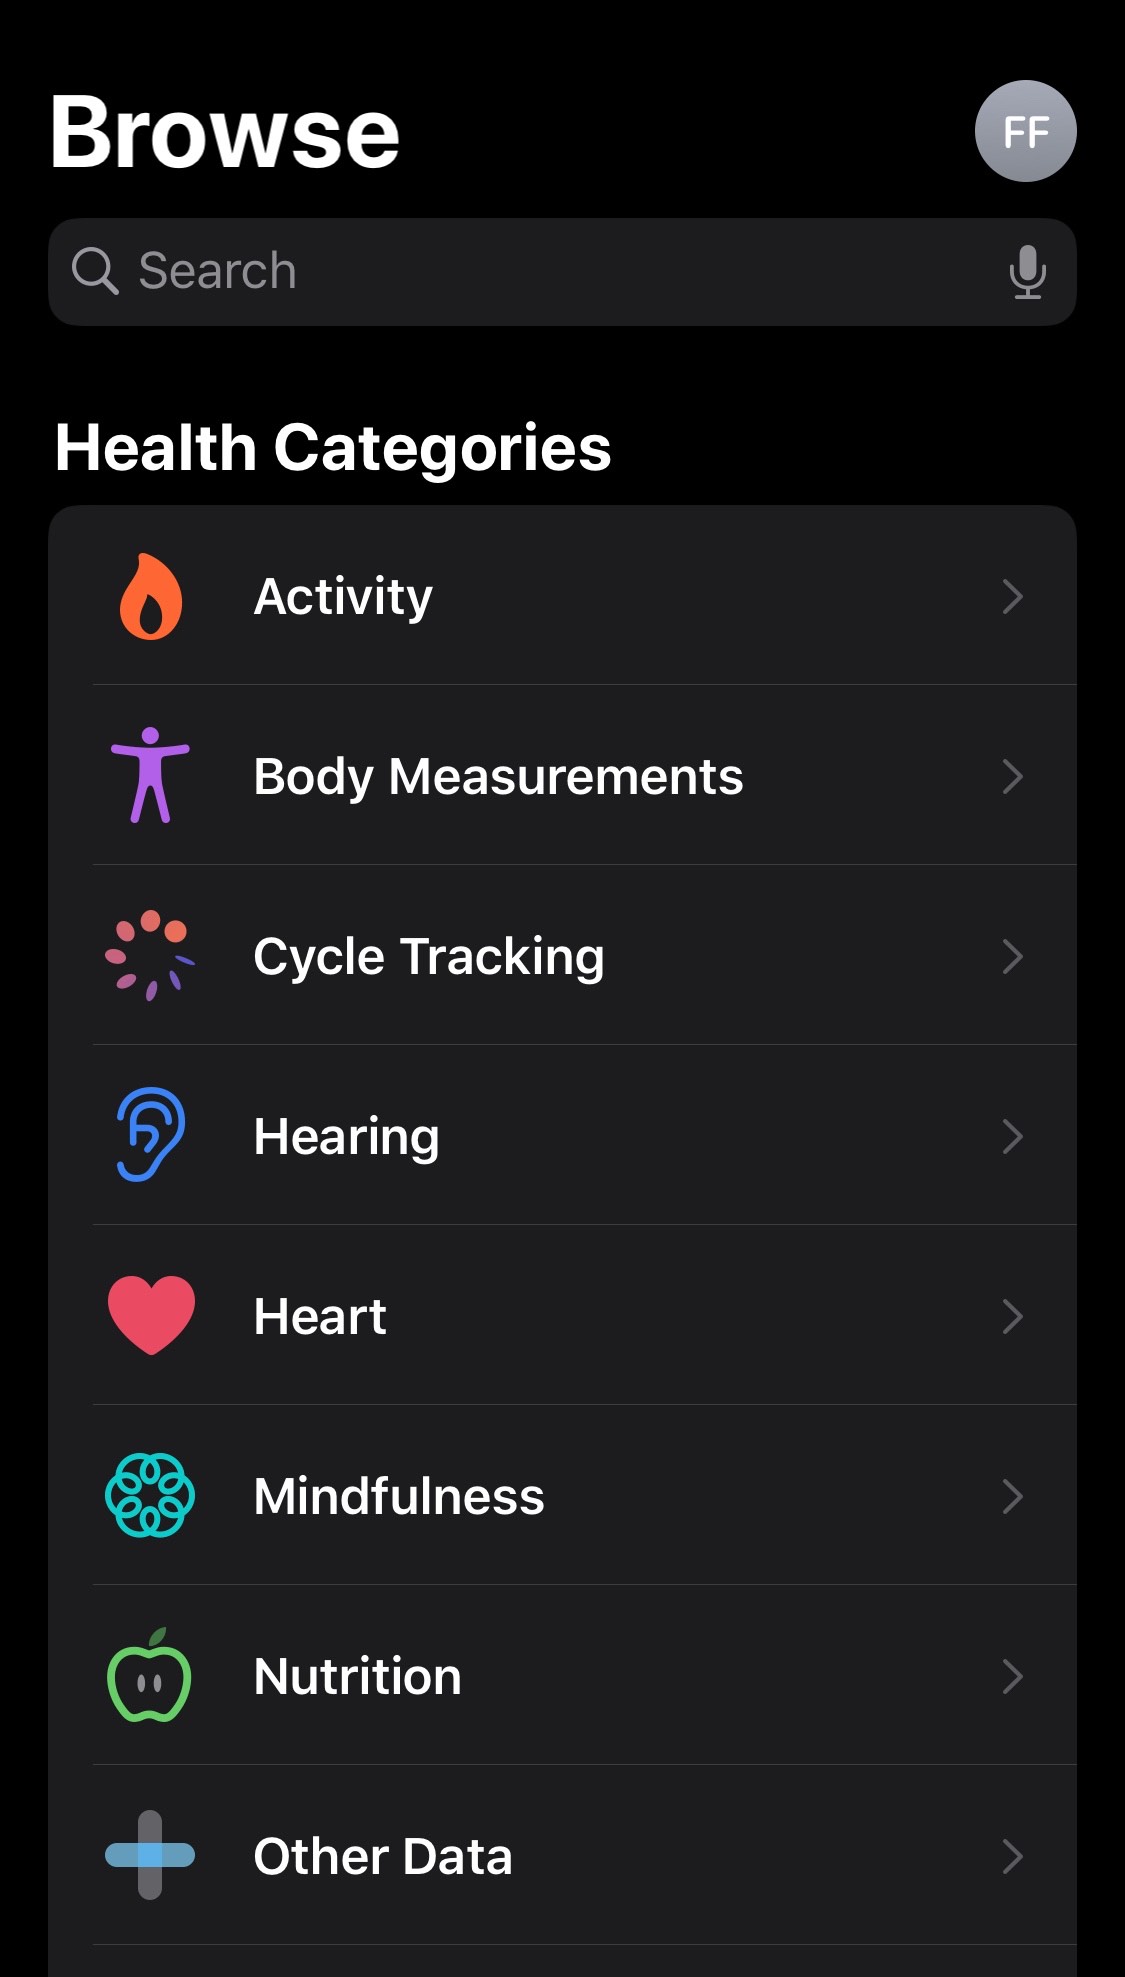 Browse
FF
Search
Health Categories
Activity
Body Measurements
Cycle Tracking
Hearing
Heart
Mindfulness
Nutrition
Other Data